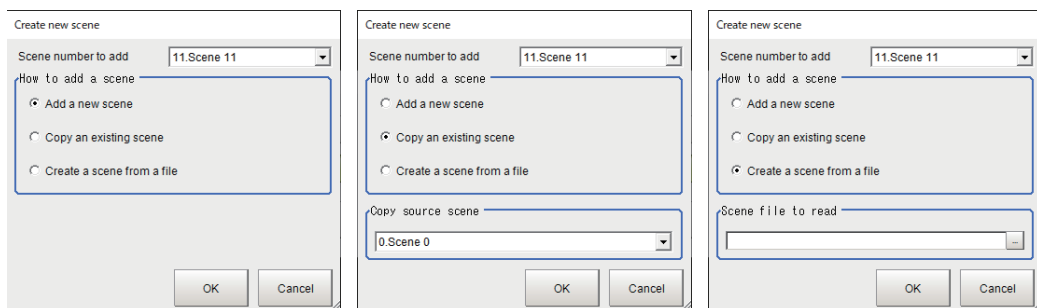 Create new scene
Scene number to add 11.Scene 11
How to add a scene
Add a new scene
Copy an existing scene
Create a scene from a file
OK Cancel
Create new scene
Scene number to add 11.Scene 11
How to add a scene
Add a new scene
Copy an existing scene
Create a scene from a file
Copy source scene
0.Scene 0
OK Cancel
Create new scene
Scene number to add 11.Scene 11
How to add a scene
Add a new scene
Copy an existing scene
Create a scene from a file
Scene file to read
...
OK Cancel